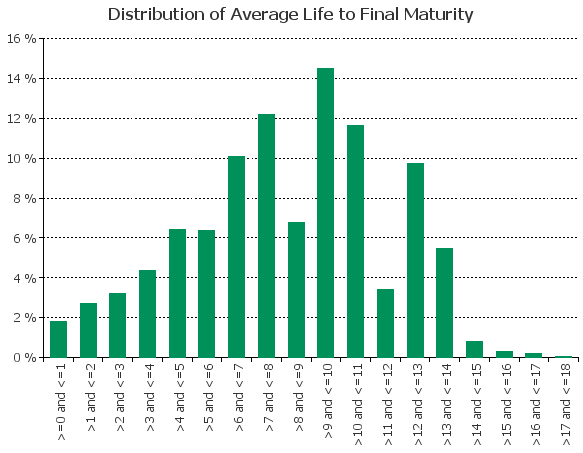 Distribution of Average Life to Final Maturity
16 %
14 %
12 %
10 %
8 %
6 %
4 %
2 %
0 %
>=0 and <=1
>1 and <=2
>2 and <=3
>3 and <=4
>4 and <=5
>5 and <=6
>6 and <=7
>7 and <=8
>8 and <=9
>9 and <=10
>10 and <=11
>11 and <=12
>12 and <=13
>13 and <=14
>14 and <=15
>15 and <=16
>16 and <=17
>17 and <=18